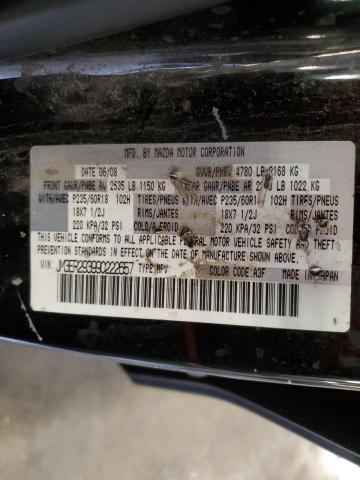 MFD. BY MAZDA MOTOR CORPORATION
DATE 06/08 GVWR/PNBV 4780 LB 2168 KG
FRONT GAWR/PNBE AV 2535 LB 1150 KG REAR GAWR/PNBE AR LB 1022 KG
WITH/AVEC P235/60R18 102H TIRES/PNEUS WITH/AVEC P235/60R18 102H TIRES/PNEUS
18X7 1/2J RIMS/JANTES 18X7 1/2J RIMS/JANTES
220 KPA/32 PSI COLD/A FROID 220 KPA/32 PSI COLD/A FROID
THIS VEHICLE CONFORMS TO ALL APPLICABLE FEDERAL MOTOR VEHICLE SAFETY BUMPER, AND THEFT
PREVENTION STANDARDS IN EFFECT ON THE DATE OF MANUFACTURE SHOWN ABOVE.
VIN: TYPE: MPV COLOR CODE: A3F MADE IN JAPAN